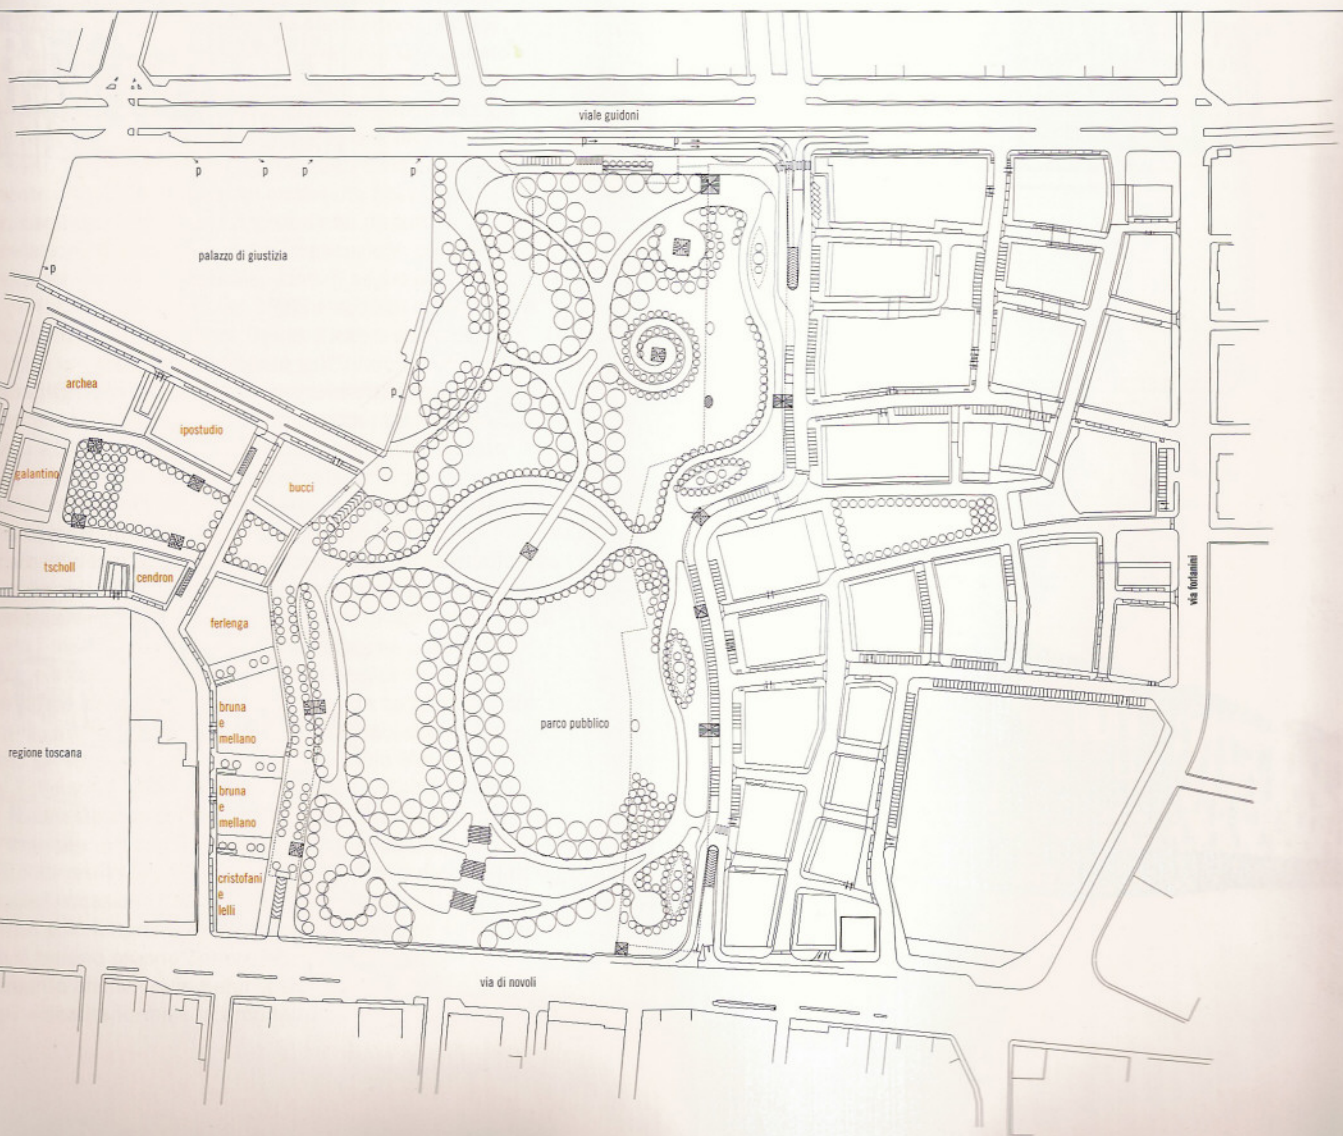 viale guidoni
p
p
p
p
p
p
palazzo di giustizia
p
p
archea
ipostudio
galantino
bucci
tscholl
cendron
ferlenga
via forlanini
bruna
e
mellano
parco pubblico
regione toscana
bruna
e
mellano
cristofani
e
lelli
via di novoli